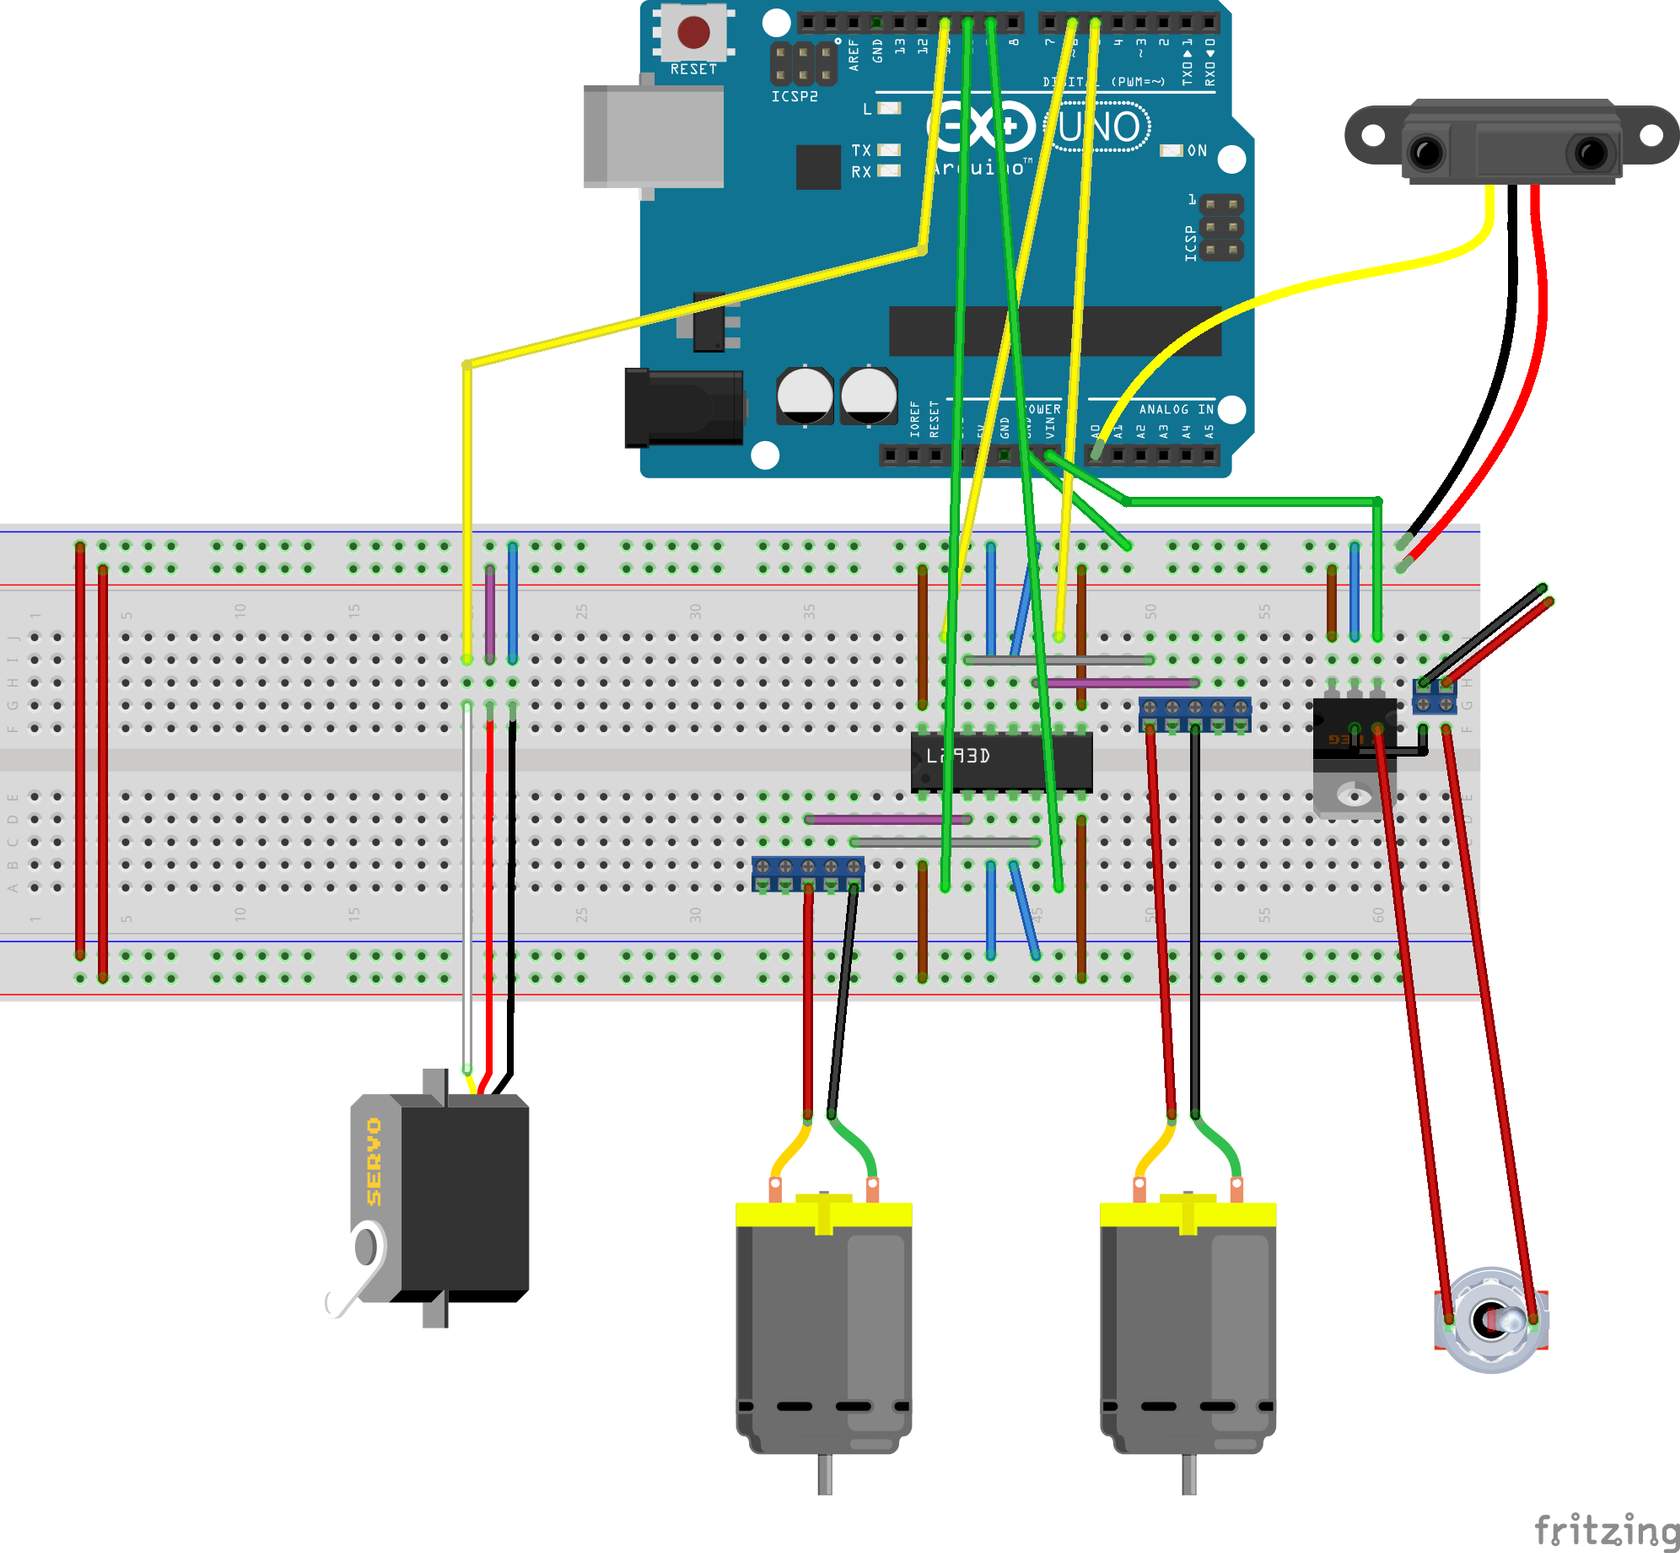 RESET
ICSP2
AREF
GND
13
12
8
7
4
~3
2
TX0▶1
RX0◀0
DIGITAL (PWM=~)
L
TX
RX
UNO
Arduino™
ON
1
ICSP
IOREF
RESET
GND
VIN
POWER
ANALOG IN
A0
A1
A2
A3
A4
A5
1 5 10 15 25 30 35 50 55
J
I
H
G
F
L293D
E
D
C
B
A
1 5 10 15 25 30 45 50 55 60
SERVO
fritzing